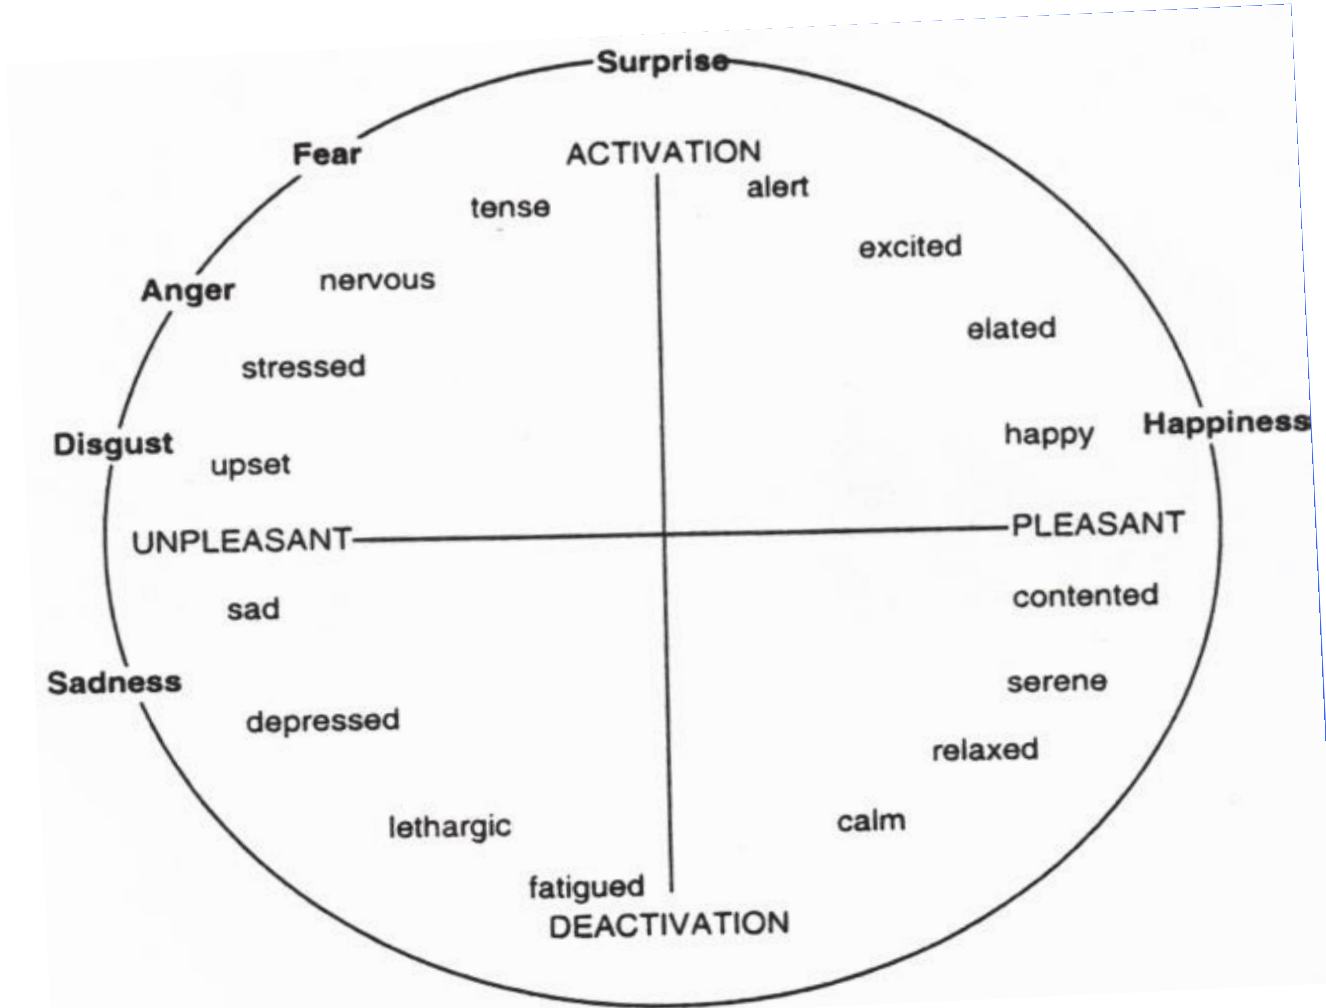 Surprise
Fear
ACTIVATION
alert
tense
excited
nervous
Anger
elated
stressed
Happiness
happy
Disgust
upset
PLEASANT
UNPLEASANT
contented
sad
serene
Sadness
depressed
relaxed
calm
lethargic
fatigued
DEACTIVATION